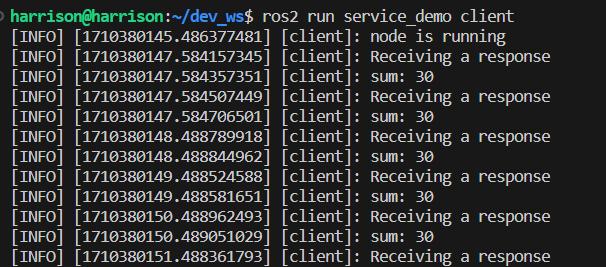 harrison@harrison:~/dev_ws$ ros2 run service_demo client
[INFO] [1710380145.486377481] [client]: node is running
[INFO] [1710380147.584157345] [client]: Receiving a response
[INFO] [1710380147.584357351] [client]: sum: 30
[INFO] [1710380147.584507449] [client]: Receiving a response
[INFO] [1710380147.584706501] [client]: sum: 30
[INFO] [1710380148.488789918] [client]: Receiving a response
[INFO] [1710380148.488844962] [client]: sum: 30
[INFO] [1710380149.488524588] [client]: Receiving a response
[INFO] [1710380149.488581651] [client]: sum: 30
[INFO] [1710380150.488962493] [client]: Receiving a response
[INFO] [1710380150.489051029] [client]: sum: 30
[INFO] [1710380151.488361793] [client]: Receiving a response